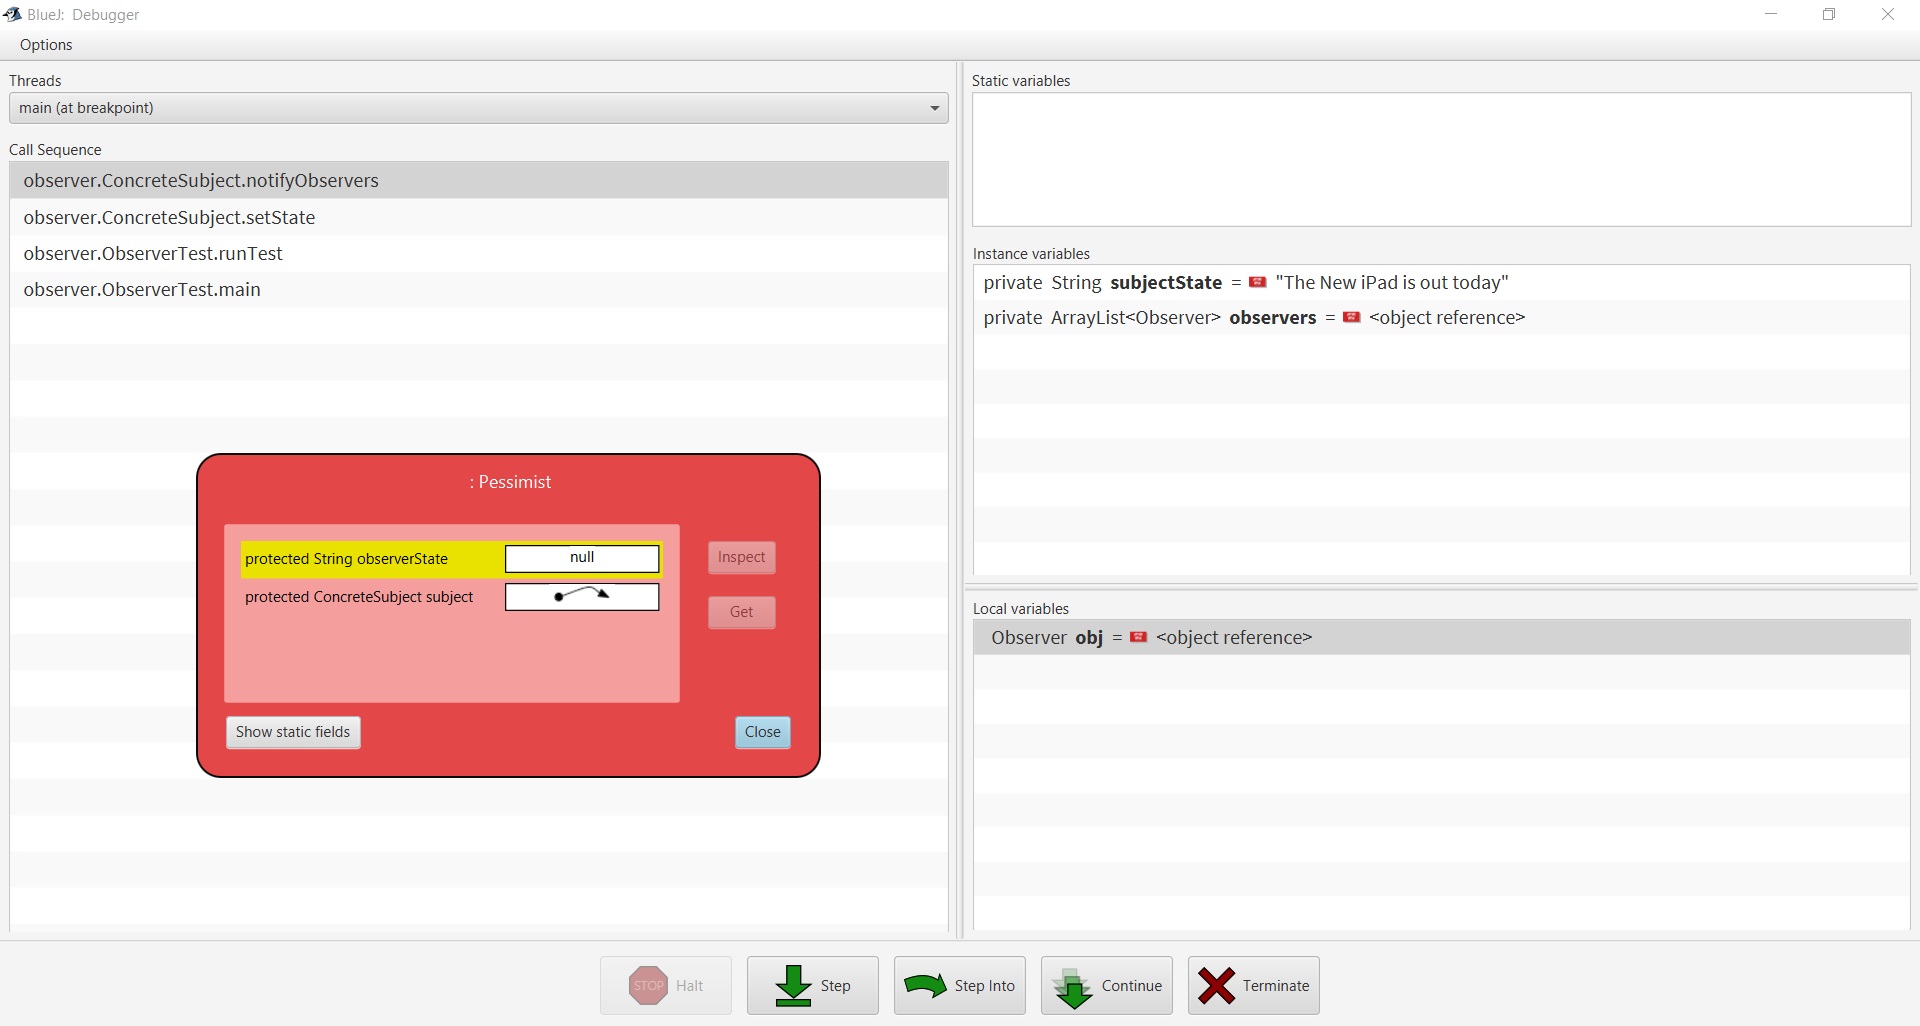 BlueJ: Debugger
Options
Threads
main (at breakpoint)
Call Sequence
observer.ConcreteSubject.notifyObservers
observer.ConcreteSubject.setState
observer.ObserverTest.runTest
observer.ObserverTest.main
: Pessimist
protected String observerState null
protected ConcreteSubject subject
Inspect
Get
Show static fields
Close
Static variables
Instance variables
private String subjectState = "The New iPad is out today"
private ArrayList<Observer> observers = <object reference>
Local variables
Observer obj = <object reference>
STOP Halt
Step
Step Into
Continue
Terminate